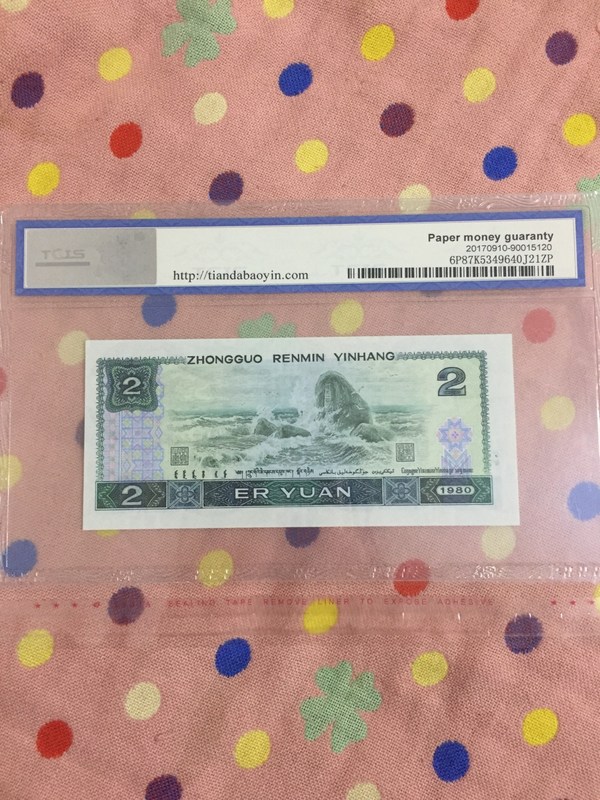 TGIS
Paper money guaranty
20170910-90015120
http://tiandabaoyin.com
6P87K5349640J21ZP
ZHONGGUO RENMIN YINHANG
2
2
2
ER YUAN
1980
SEALING TAPE REMOVE LINER TO EXPOSE ADHESIVE